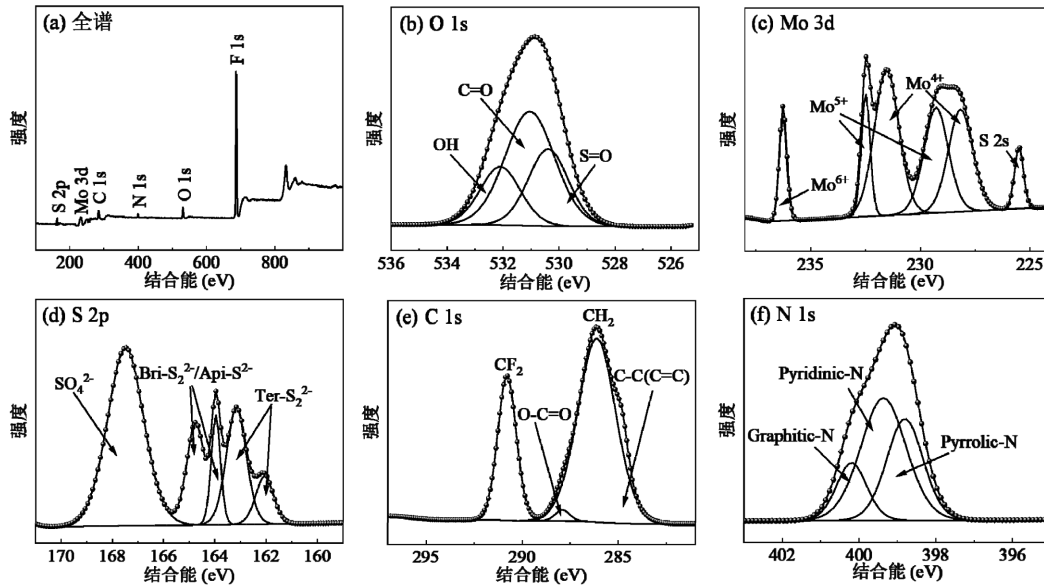 (a) 全谱
F 1s
S 2p
Mo 3d
C 1s
N 1s
O 1s
强度
200 400 600 800
结合能 (eV)
(b) O 1s
C=O
OH
S=O
强度
536 534 532 530 528 526
结合能 (eV)
(c) Mo 3d
Mo⁴⁺
Mo⁵⁺
S 2s
Mo⁶⁺
强度
235 230 225
结合能 (eV)
(d) S 2p
Bri-S₂²⁻/Api-S²⁻
SO₄²⁻
Ter-S₂²⁻
强度
170 168 166 164 162 160
结合能 (eV)
(e) C 1s
CH₂
CF₂
C-C(C=C)
O-C=O
强度
295 290 285
结合能 (eV)
(f) N 1s
Pyridinic-N
Graphitic-N
Pyrrolic-N
强度
402 400 398 396
结合能 (eV)